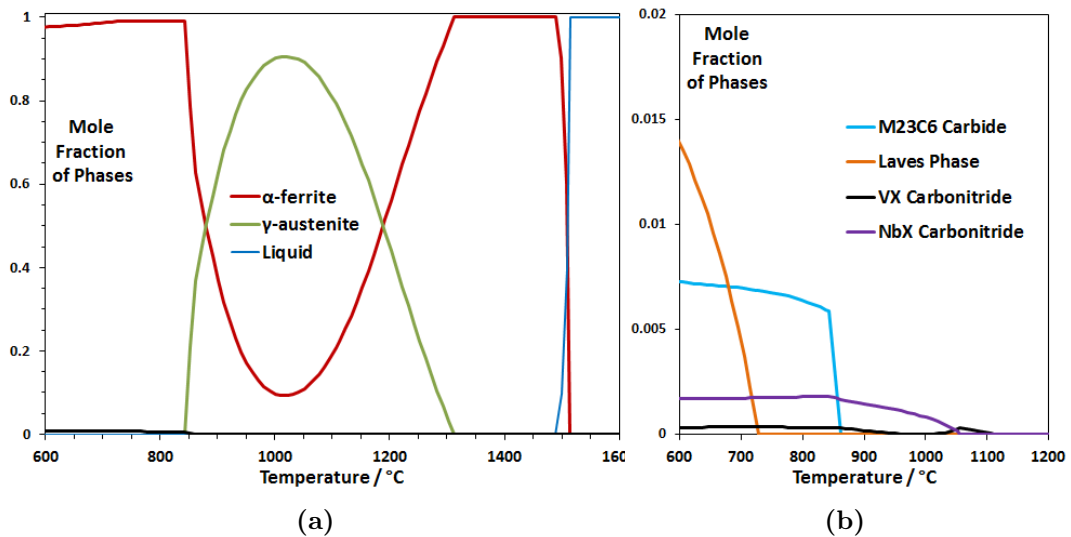 1
0.8
0.6
0.4
0.2
0
Mole
Fraction
of Phases
α-ferrite
γ-austenite
Liquid
600
800
1000
1200
1400
160
Temperature / °C
(a)
0.02
0.015
0.01
0.005
0
Mole
Fraction
of Phases
M23C6 Carbide
Laves Phase
VX Carbonitride
NbX Carbonitride
600
700
800
900
1000
1100
1200
Temperature / °C
(b)